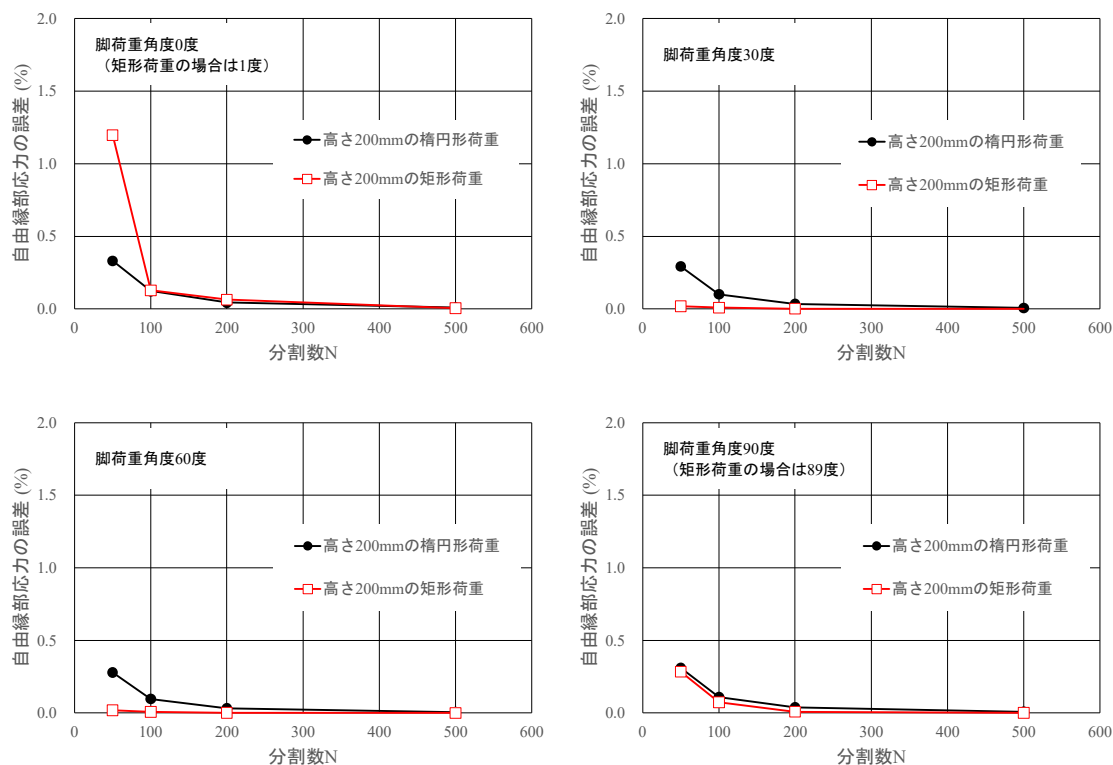 自由縁部応力の誤差 (%)
2.0
1.5
1.0
0.5
0.0
脚荷重角度0度
（矩形荷重の場合は1度）
高さ200mmの楕円形荷重
高さ200mmの矩形荷重
0 100 200 300 400 500 600
分割数N
自由縁部応力の誤差 (%)
2.0
1.5
1.0
0.5
0.0
脚荷重角度30度
高さ200mmの楕円形荷重
高さ200mmの矩形荷重
0 100 200 300 400 500 600
分割数N
自由縁部応力の誤差 (%)
2.0
1.5
1.0
0.5
0.0
脚荷重角度60度
高さ200mmの楕円形荷重
高さ200mmの矩形荷重
0 100 200 300 400 500 600
分割数N
自由縁部応力の誤差 (%)
2.0
1.5
1.0
0.5
0.0
脚荷重角度90度
（矩形荷重の場合は89度）
高さ200mmの楕円形荷重
高さ200mmの矩形荷重
0 100 200 300 400 500 600
分割数N